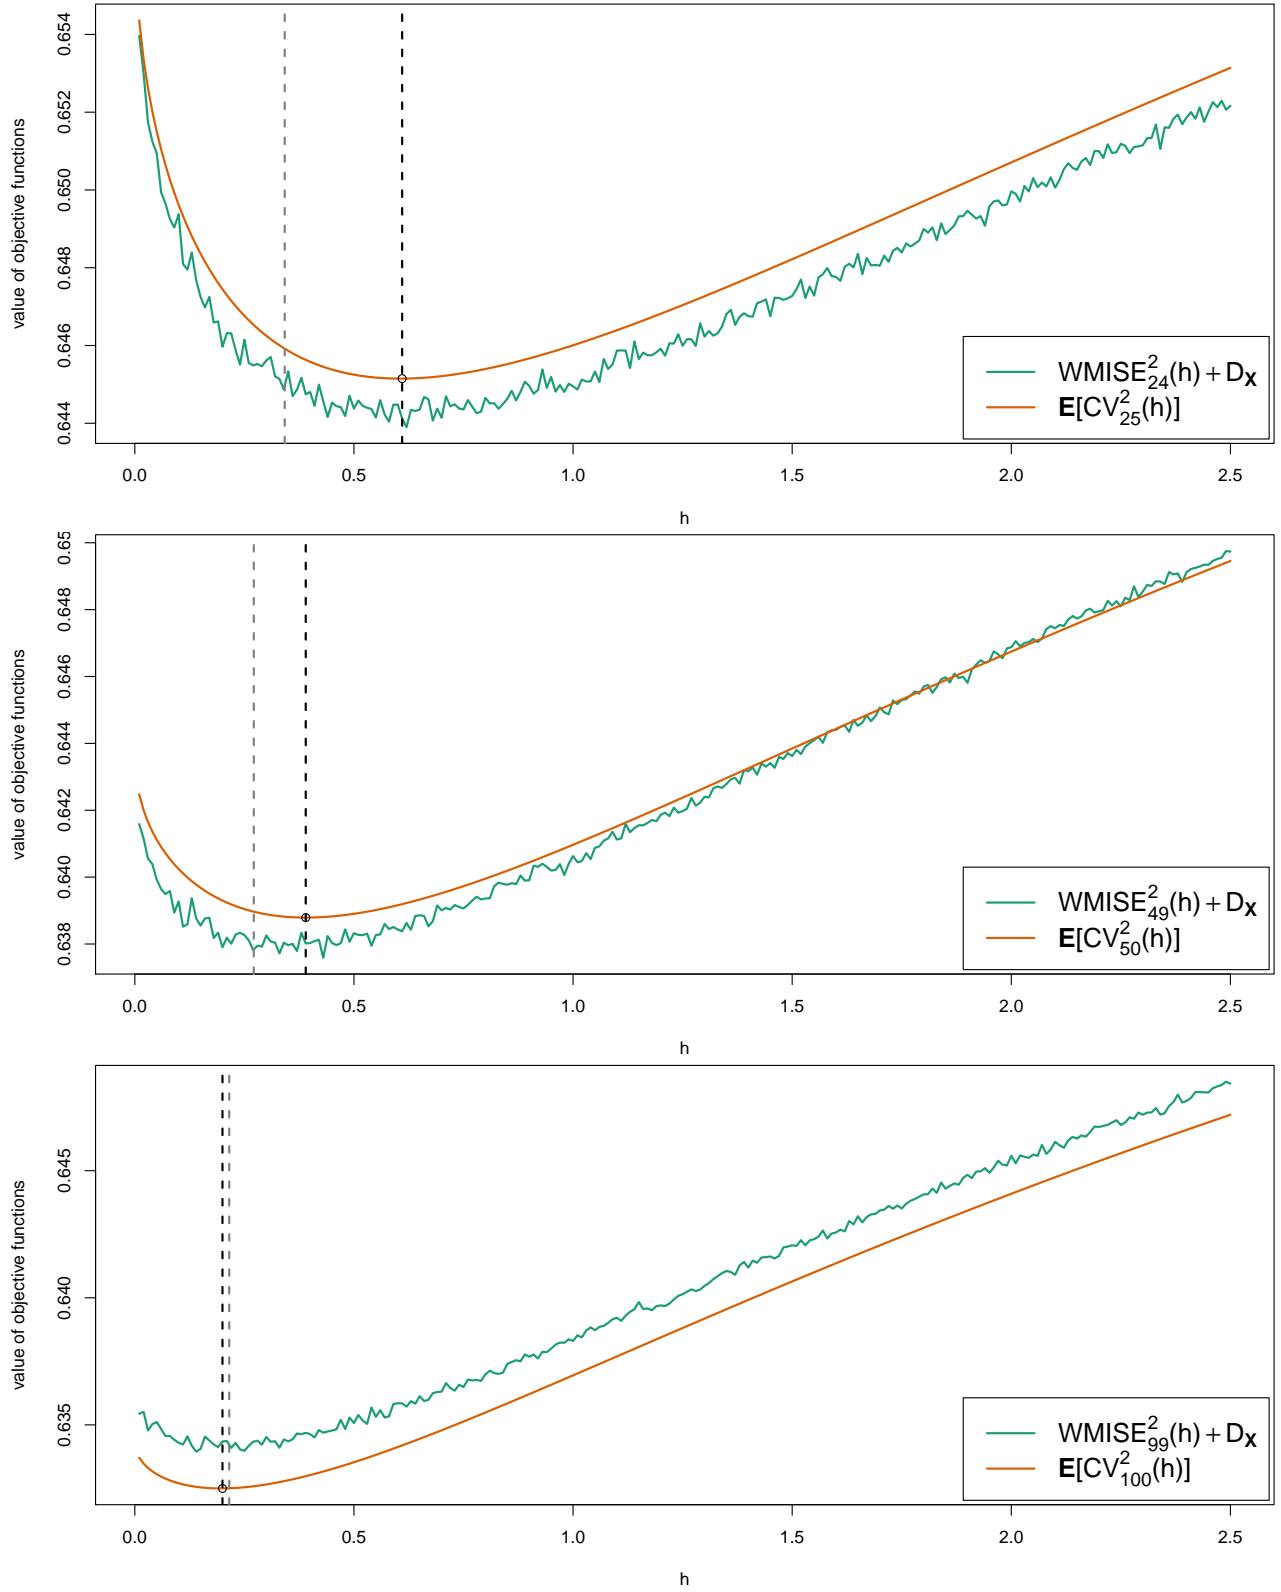 value of objective functions
0.654
0.652
0.650
0.648
0.646
0.644
WMISE²₂₄(h) + D_X
E[CV²₂₅(h)]
0.0 0.5 1.0 1.5 2.0 2.5
h
value of objective functions
0.65
0.648
0.646
0.644
0.642
0.640
0.638
WMISE²₄₉(h) + D_X
E[CV²₅₀(h)]
0.0 0.5 1.0 1.5 2.0 2.5
h
value of objective functions
0.645
0.640
0.635
WMISE²₉₉(h) + D_X
E[CV²₁₀₀(h)]
0.0 0.5 1.0 1.5 2.0 2.5
h